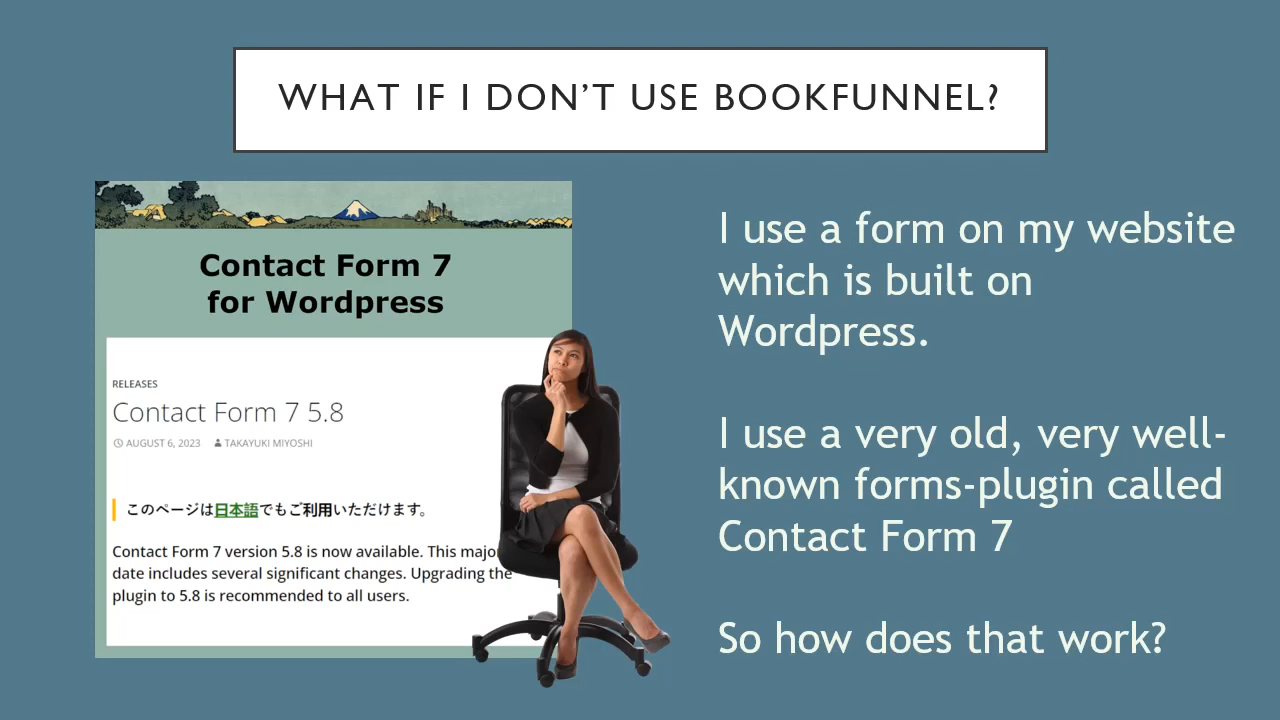 WHAT IF I DON'T USE BOOKFUNNEL?
Contact Form 7
for Wordpress
RELEASES
Contact Form 7 5.8
AUGUST 6, 2023 TAKAYUKI MIYOSHI
このページは日本語でもご利用いただけます。
Contact Form 7 version 5.8 is now available. This majo
date includes several significant changes. Upgrading the
plugin to 5.8 is recommended to all users.
I use a form on my website
which is built on
Wordpress.
I use a very old, very well-
known forms-plugin called
Contact Form 7
So how does that work?